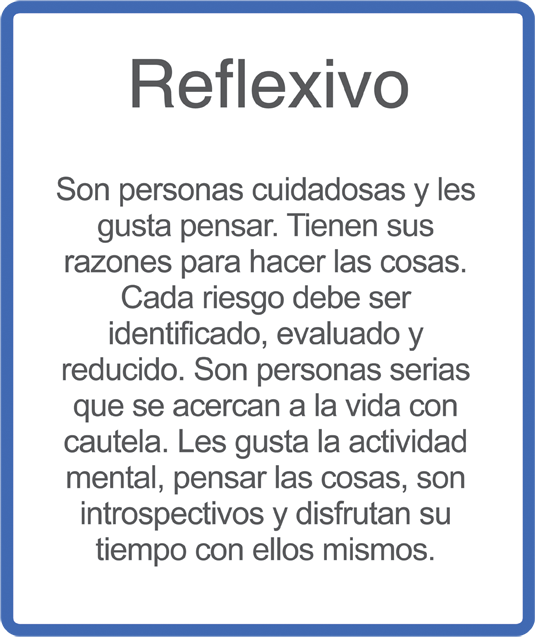 Reflexivo
Son personas cuidadosas y les
gusta pensar. Tienen sus
razones para hacer las cosas.
Cada riesgo debe ser
identificado, evaluado y
reducido. Son personas serias
que se acercan a la vida con
cautela. Les gusta la actividad
mental, pensar las cosas, son
introspectivos y disfrutan su
tiempo con ellos mismos.